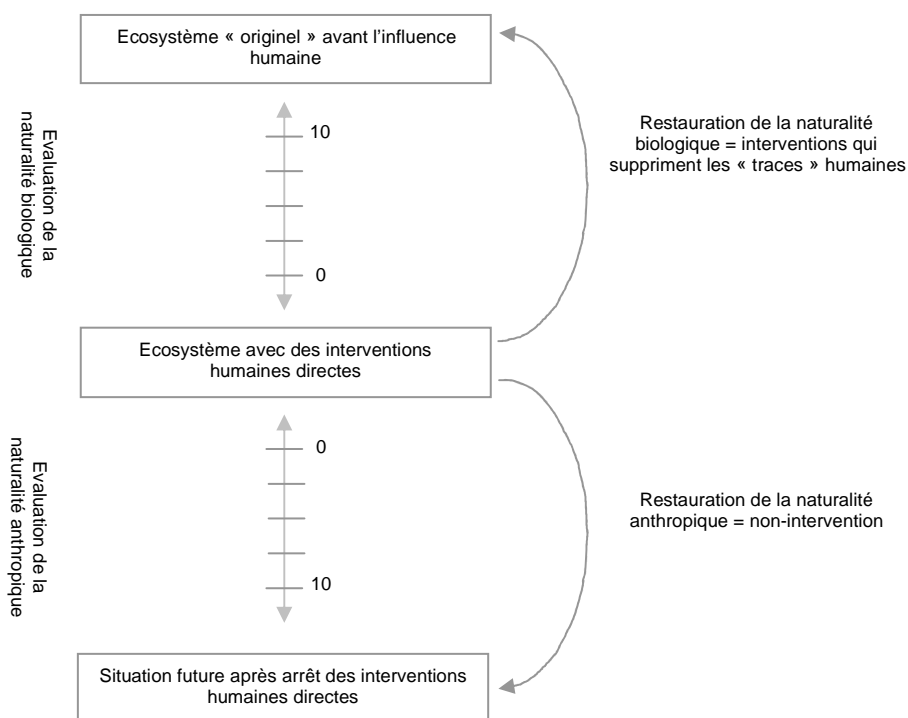 Ecosystème « originel » avant l'influence
humaine
Evaluation de la
naturalité biologique
10
0
Restauration de la naturalité
biologique = interventions qui
suppriment les « traces » humaines
Ecosystème avec des interventions
humaines directes
Evaluation de la
naturalité anthropique
0
10
Restauration de la naturalité
anthropique = non-intervention
Situation future après arrêt des interventions
humaines directes